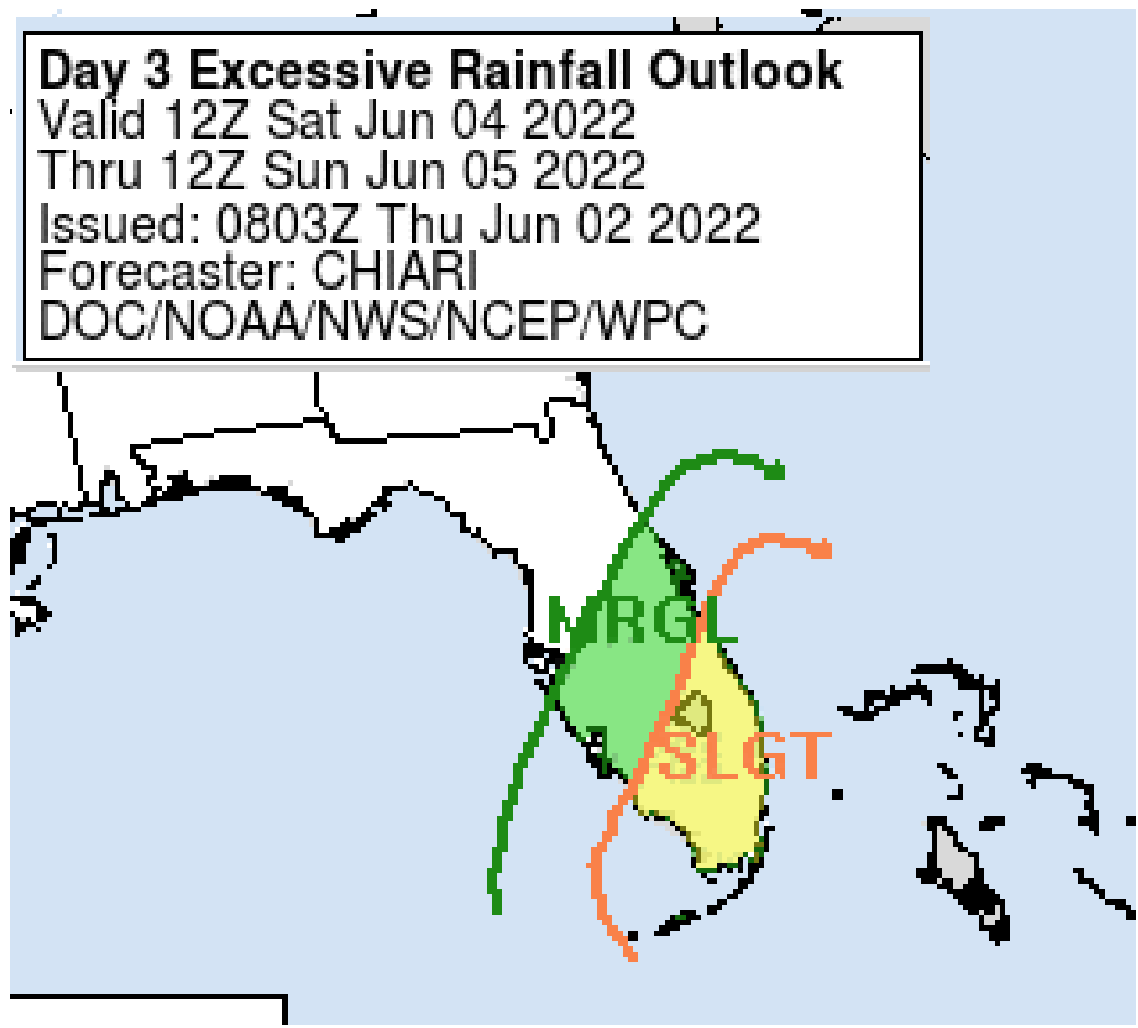 Day 3 Excessive Rainfall Outlook
Valid 12Z Sat Jun 04 2022
Thru 12Z Sun Jun 05 2022
Issued: 0803Z Thu Jun 02 2022
Forecaster: CHIARI
DOC/NOAA/NWS/NCEP/WPC
MRGL
SLGT